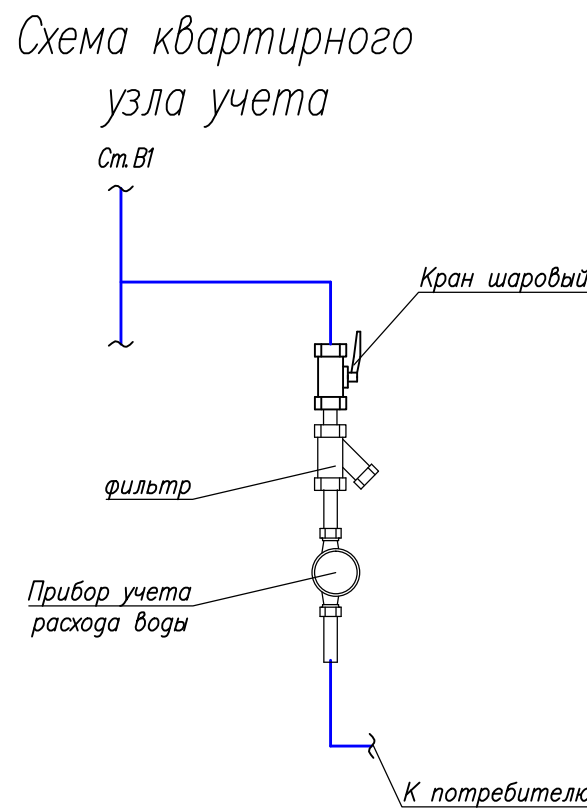 Схема квартирного
узла учета
Ст. В1
Кран шаровый
фильтр
Прибор учета
расхода воды
К потребителю